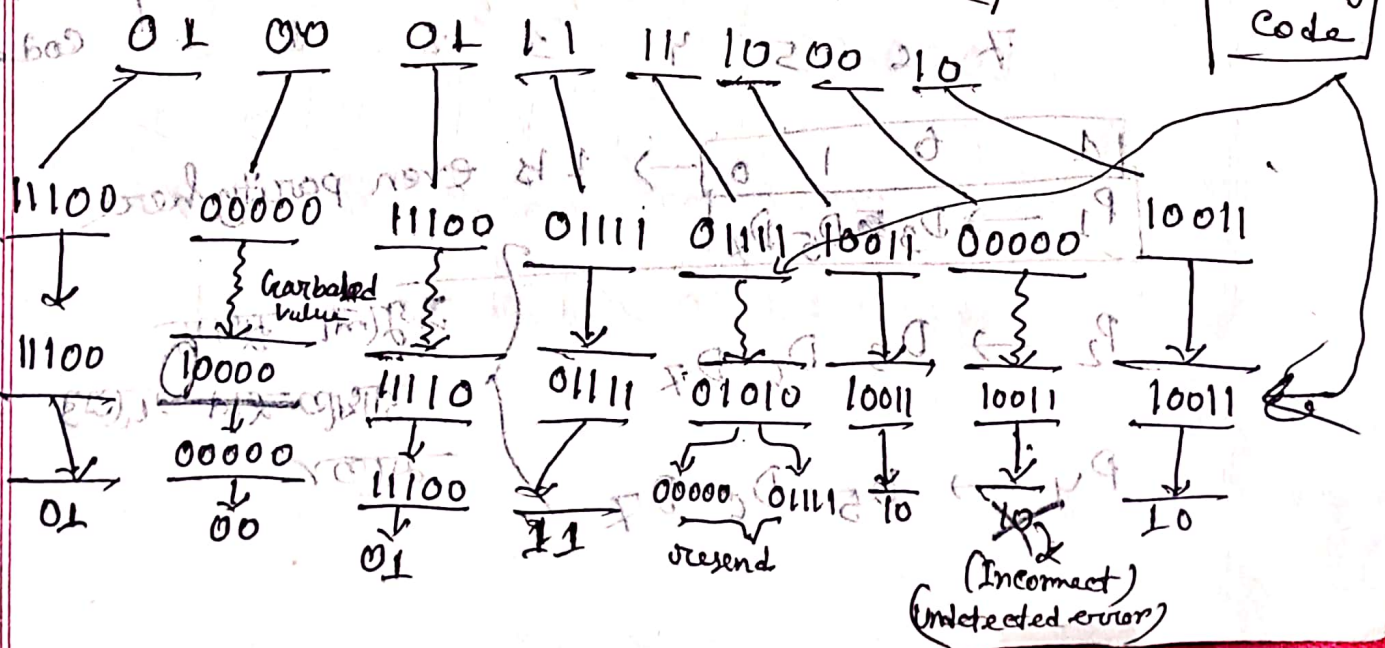 Code
01 00 01 11 11 10 00 10
11100 00000 11100 01111 01111 10011 00000 10011
Garbaled
value
11100 10000 11110 01111 01010 10011 10011 10011
00000 11100 00000 01111
01 00 01 11 10 10 10
resend
(Incorrect)
(undetected error)